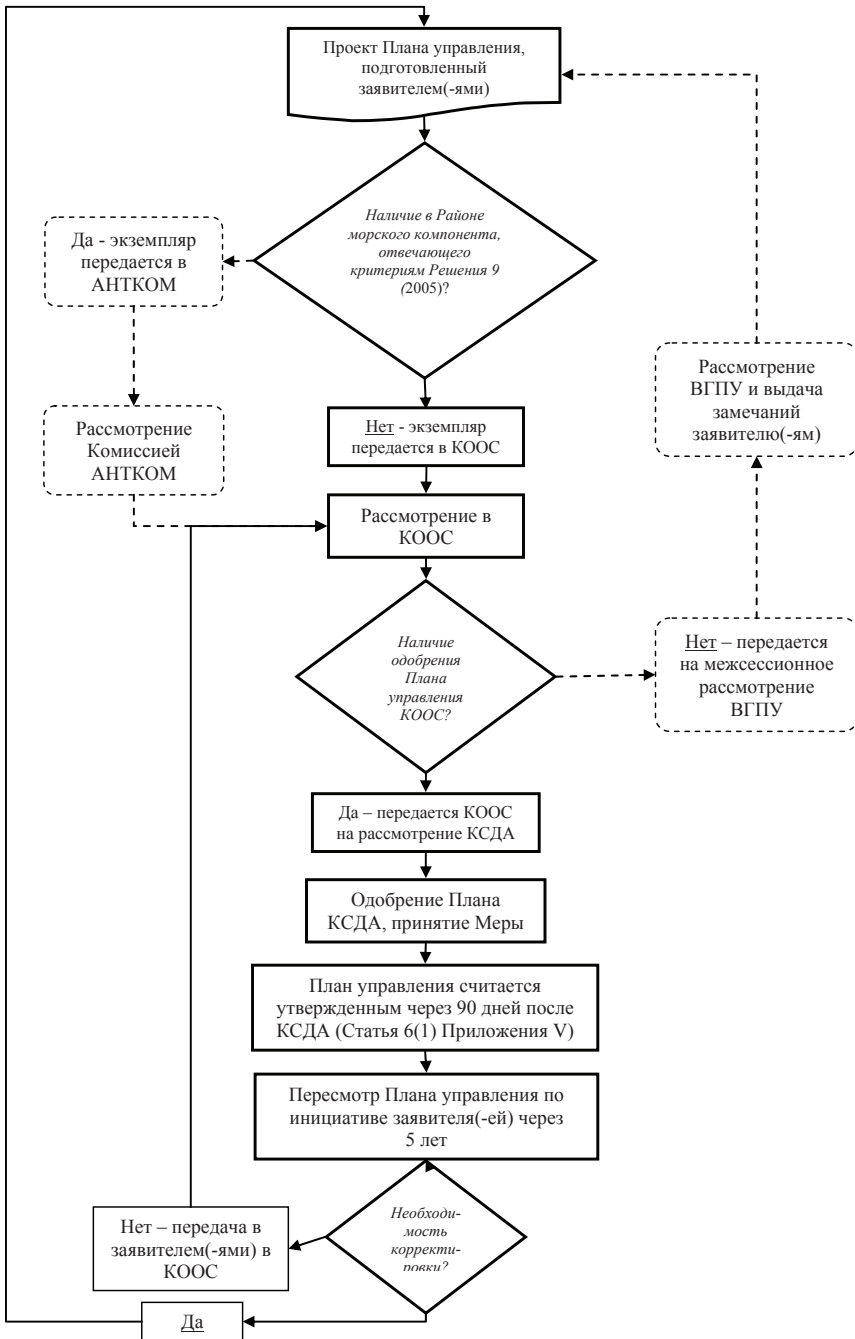 Проект Плана управления,
подготовленный
заявителем(-ями)
Наличие в Районе
морского компонента,
отвечающего
критериям Решения 9
(2005)?
Да - экземпляр
передается в
АНТКОМ
Рассмотрение
Комиссией
АНТКОМ
Нет - экземпляр
передается в КООС
Рассмотрение в
КООС
Наличие
одобрения
Плана
управления
КООС?
Нет – передается
на межсессионное
рассмотрение
ВГПУ
Рассмотрение
ВГПУ и выдача
замечаний
заявителю(-ям)
Да – передается КООС
на рассмотрение КСДА
Одобрение Плана
КСДА, принятие Меры
План управления считается
утвержденным через 90 дней после
КСДА (Статья 6(1) Приложения V)
Пересмотр Плана управления по
инициативе заявителя(-ей) через
5 лет
Необходи-
мость
коррект-
ировки?
Нет – передача в
заявителем(-ями) в
КООС
Да